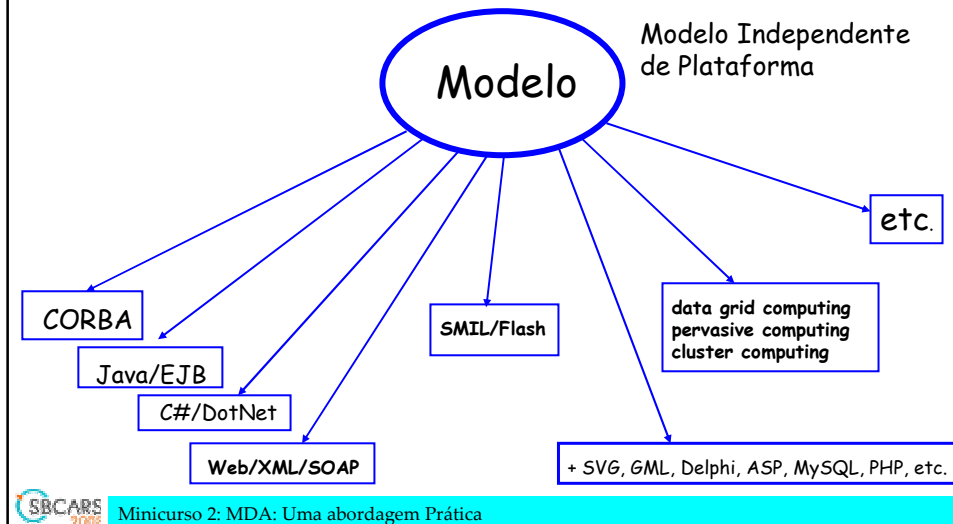 Modelo Independente
de Plataforma
Modelo
etc.
CORBA
SMIL/Flash
data grid computing
pervasive computing
cluster computing
Java/EJB
C#/DotNet
Web/XML/SOAP
+ SVG, GML, Delphi, ASP, MySQL, PHP, etc.
SBCARS
Minicurso 2: MDA: Uma abordagem Prática